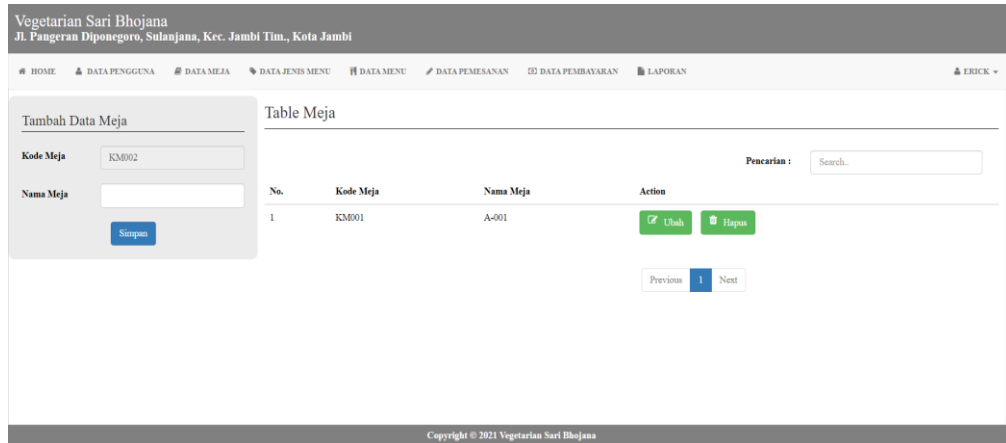 Vegetarian Sari Bhojana
Jl. Pangeran Diponegoro, Sulanjana, Kec. Jambi Tim., Kota Jambi
HOME DATA PENGGUNA DATA MEJA DATA JENIS MENU DATA MENU DATA PEMESANAN DATA PEMBAYARAN LAPORAN ERICK
Tambah Data Meja
Kode Meja KM002
Nama Meja
Simpan
Table Meja
Pencarian : Search..
No. Kode Meja Nama Meja Action
1 KM001 A-001 Ubah Hapus
Previous 1 Next
Copyright © 2021 Vegetarian Sari Bhojana